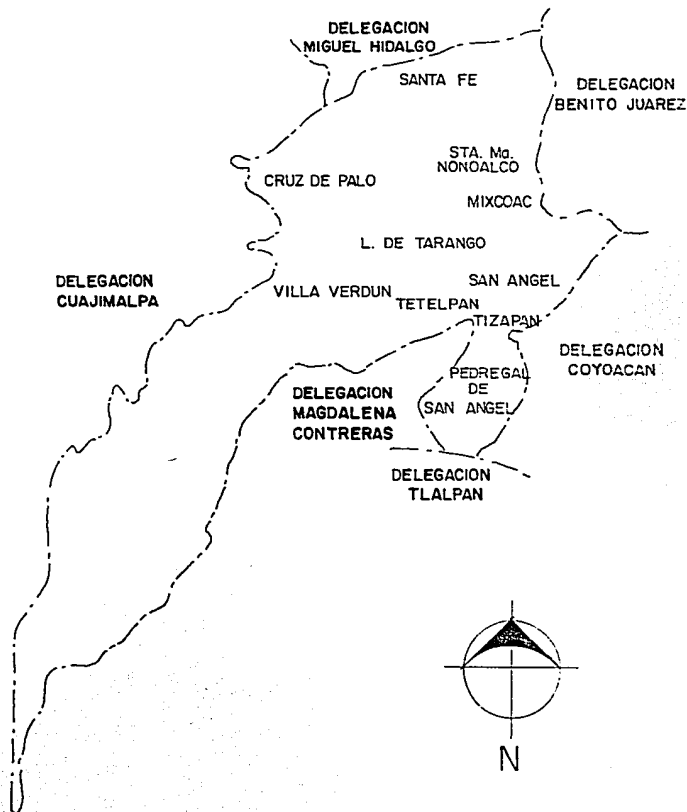 DELEGACION
MIGUEL HIDALGO
SANTA FE
DELEGACION
BENITO JUAREZ
STA. Ma.
NONOALCO
CRUZ DE PALO
MIXCOAC
L. DE TARANGO
DELEGACION
CUAJIMALPA
VILLA VERDUN
SAN ANGEL
TETELPAN
TIZAPAN
DELEGACION
COYOACAN
PEDREGAL
DE
SAN ANGEL
DELEGACION
MAGDALENA
CONTRERAS
DELEGACION
TLALPAN
N